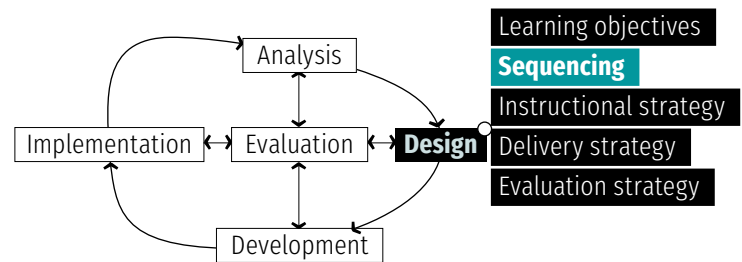 Learning objectives
Analysis
Sequencing
Instructional strategy
Implementation
Evaluation
Design
Delivery strategy
Evaluation strategy
Development